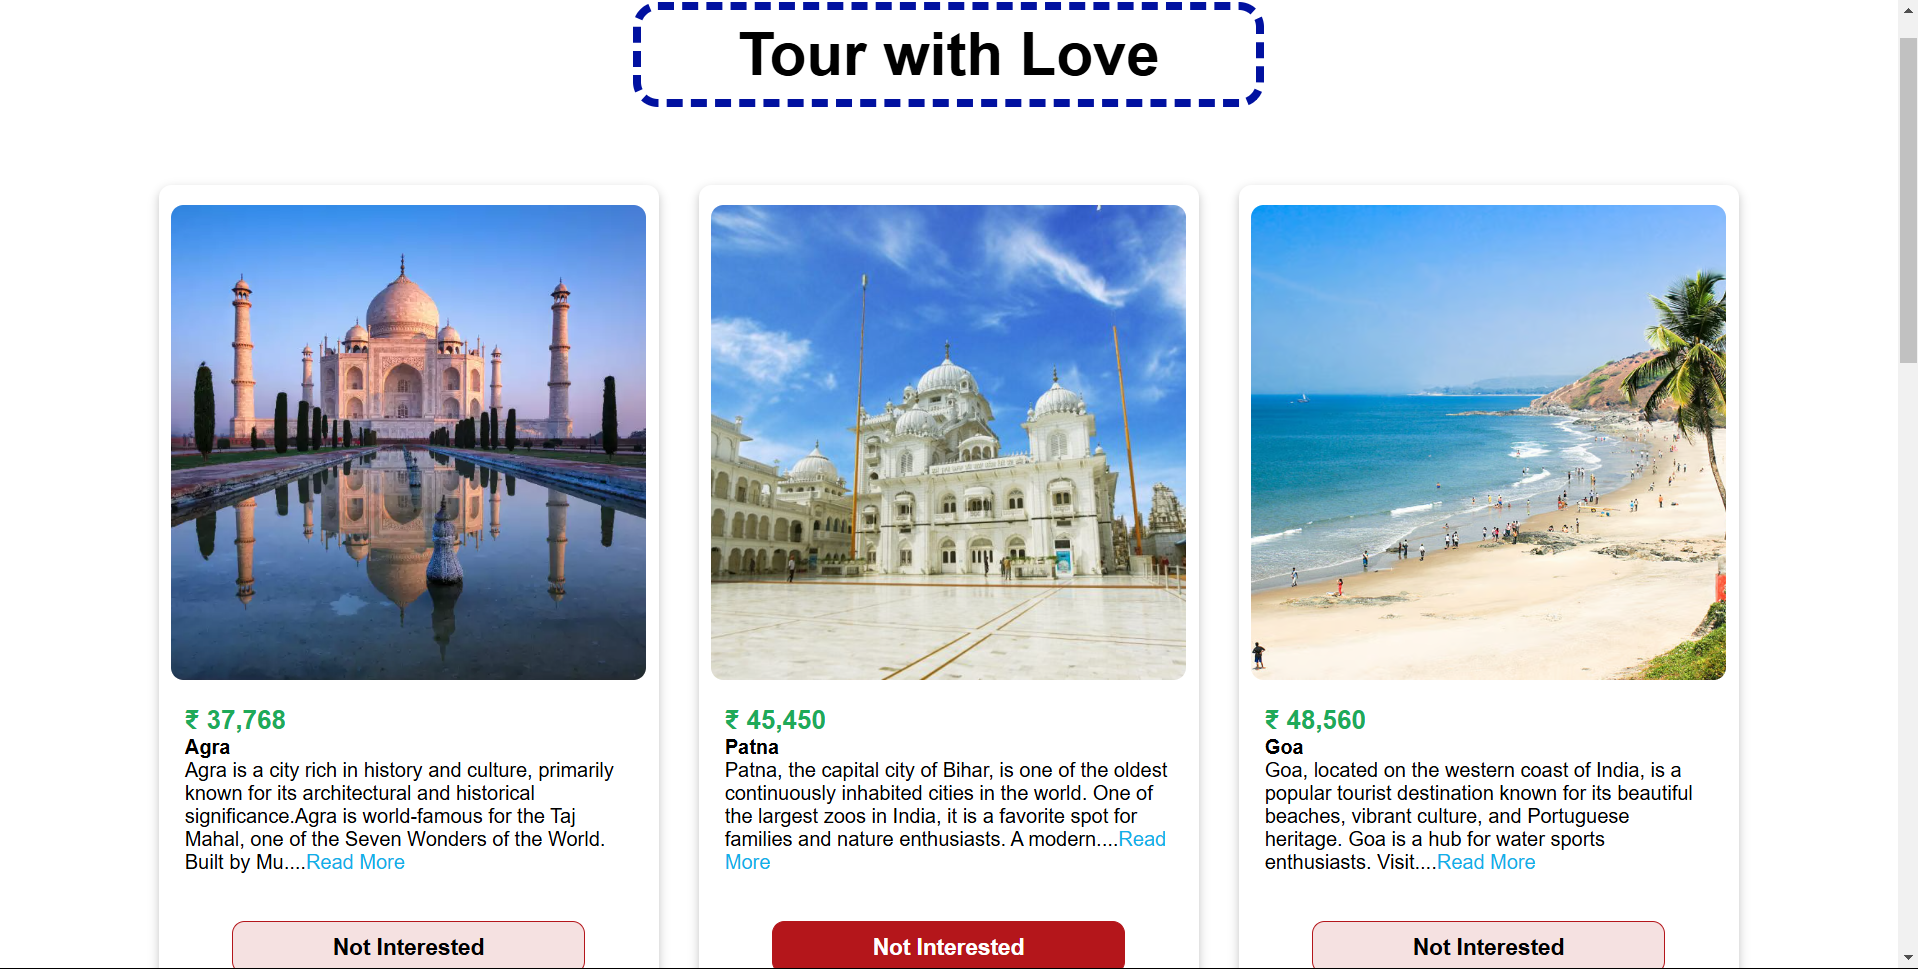 Tour with Love
₹ 37,768
Agra
Agra is a city rich in history and culture, primarily
known for its architectural and historical
significance.Agra is world-famous for the Taj
Mahal, one of the Seven Wonders of the World.
Built by Mu....Read More
Not Interested
₹ 45,450
Patna
Patna, the capital city of Bihar, is one of the oldest
continuously inhabited cities in the world. One of
the largest zoos in India, it is a favorite spot for
families and nature enthusiasts. A modern....Read
More
Not Interested
₹ 48,560
Goa
Goa, located on the western coast of India, is a
popular tourist destination known for its beautiful
beaches, vibrant culture, and Portuguese
heritage. Goa is a hub for water sports
enthusiasts. Visit....Read More
Not Interested